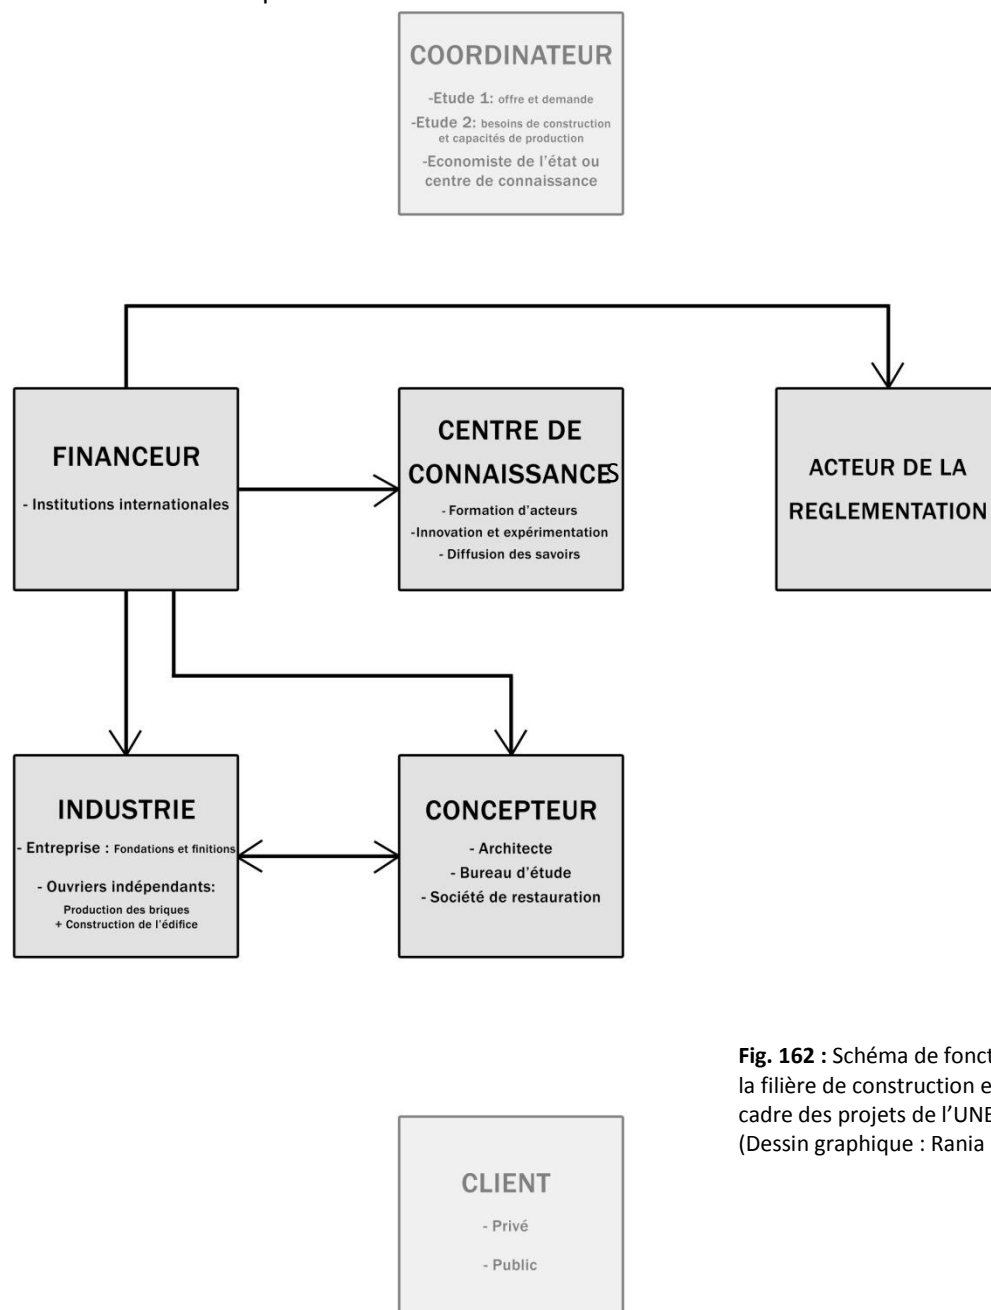 COORDINATEUR
-Etude 1: offre et demande
-Etude 2: besoins de construction
et capacités de production
-Economiste de l'état ou
centre de connaissance
FINANCEUR
- Institutions internationales
CENTRE DE
CONNAISSANCES
- Formation d'acteurs
-Innovation et expérimentation
- Diffusion des savoirs
ACTEUR DE LA
REGLEMENTATION
INDUSTRIE
- Entreprise : Fondations et finitions
- Ouvriers indépendants:
Production des briques
+ Construction de l'édifice
CONCEPTEUR
- Architecte
- Bureau d'étude
- Société de restauration
Fig. 162 : Schéma de fonct
la filière de construction e
cadre des projets de l'UNE
(Dessin graphique : Rania
CLIENT
- Privé
- Public